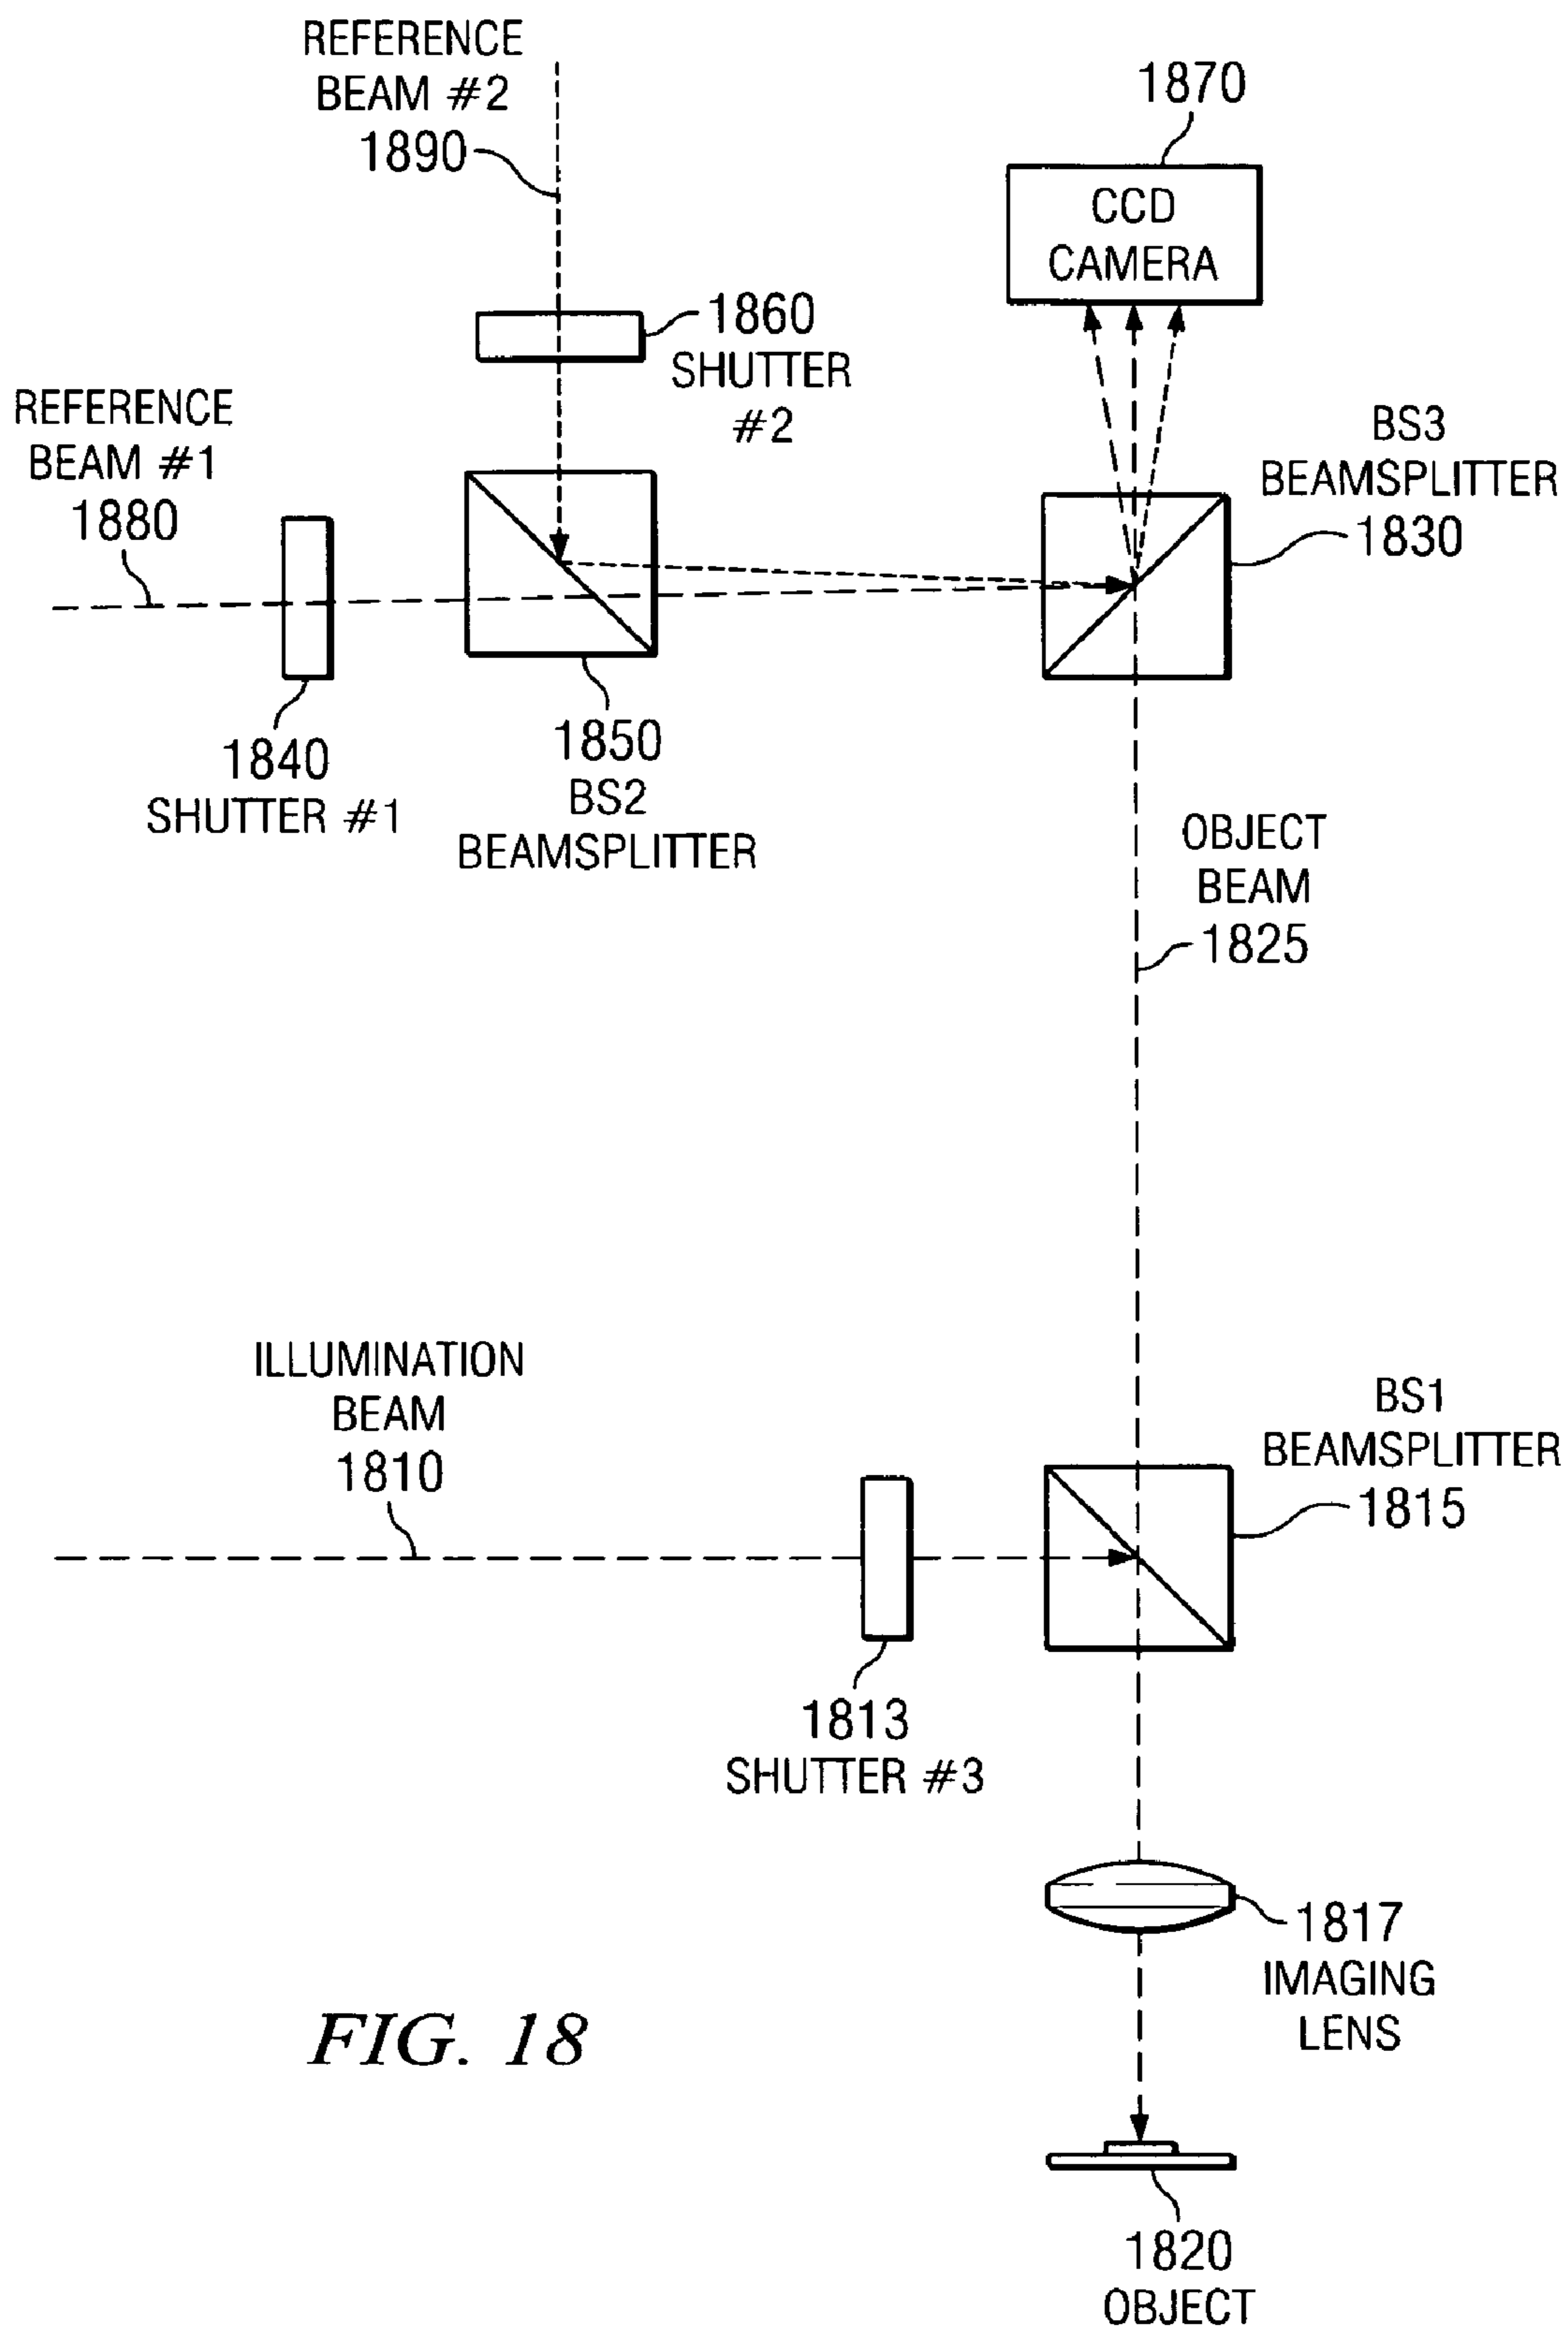 REFERENCE
BEAM #2
1890
1870
CCD
CAMERA
1860
SHUTTER
#2
REFERENCE
BEAM #1
1880
BS3
BEAMSPLITTER
1830
1840
SHUTTER #1
1850
BS2
BEAMSPLITTER
OBJECT
BEAM
1825
ILLUMINATION
BEAM
1810
BS1
BEAMSPLITTER
1815
1813
SHUTTER #3
1817
IMAGING
LENS
FIG. 18
1820
OBJECT